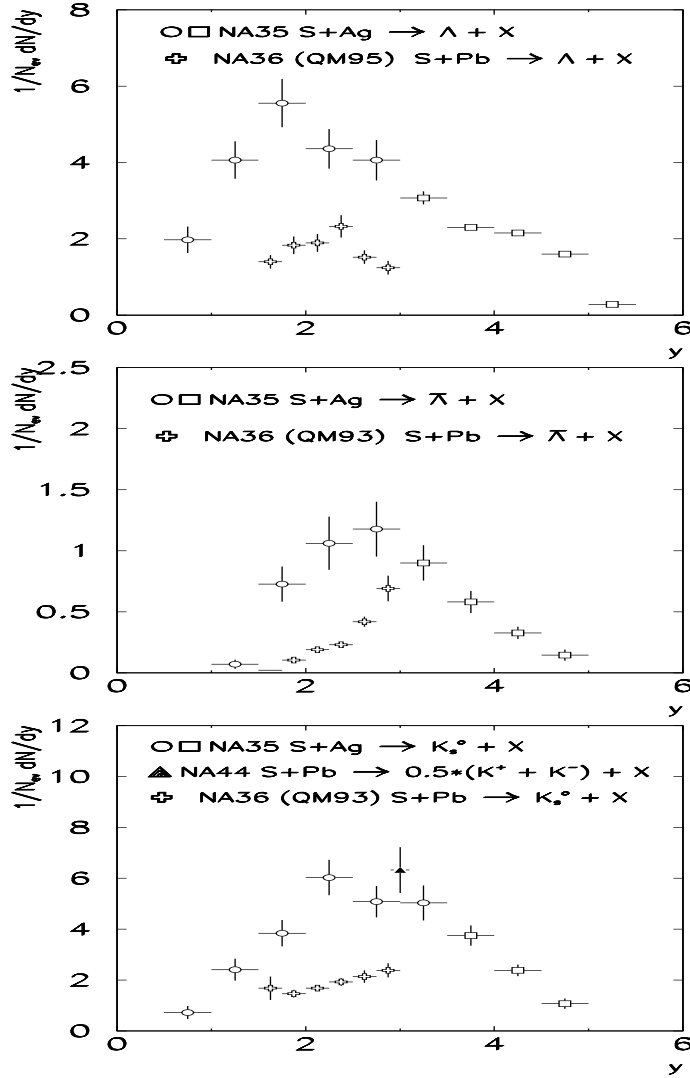 1/N_ev dN/dy
8
○□ NA35 S+Ag → Λ + X
NA36 (QM95) S+Pb → Λ + X
6
4
2
0
0 2 4 6
y
1/N_ev dN/dy
2.5
○□ NA35 S+Ag → Λ̅ + X
NA36 (QM93) S+Pb → Λ̅ + X
2
1.5
1
0.5
0
0 2 4 6
y
1/N_ev dN/dy
12
○□ NA35 S+Ag → K_s° + X
▲ NA44 S+Pb → 0.5*(K⁺ + K⁻) + X
NA36 (QM93) S+Pb → K_s° + X
10
8
6
4
2
0
0 2 4 6
y